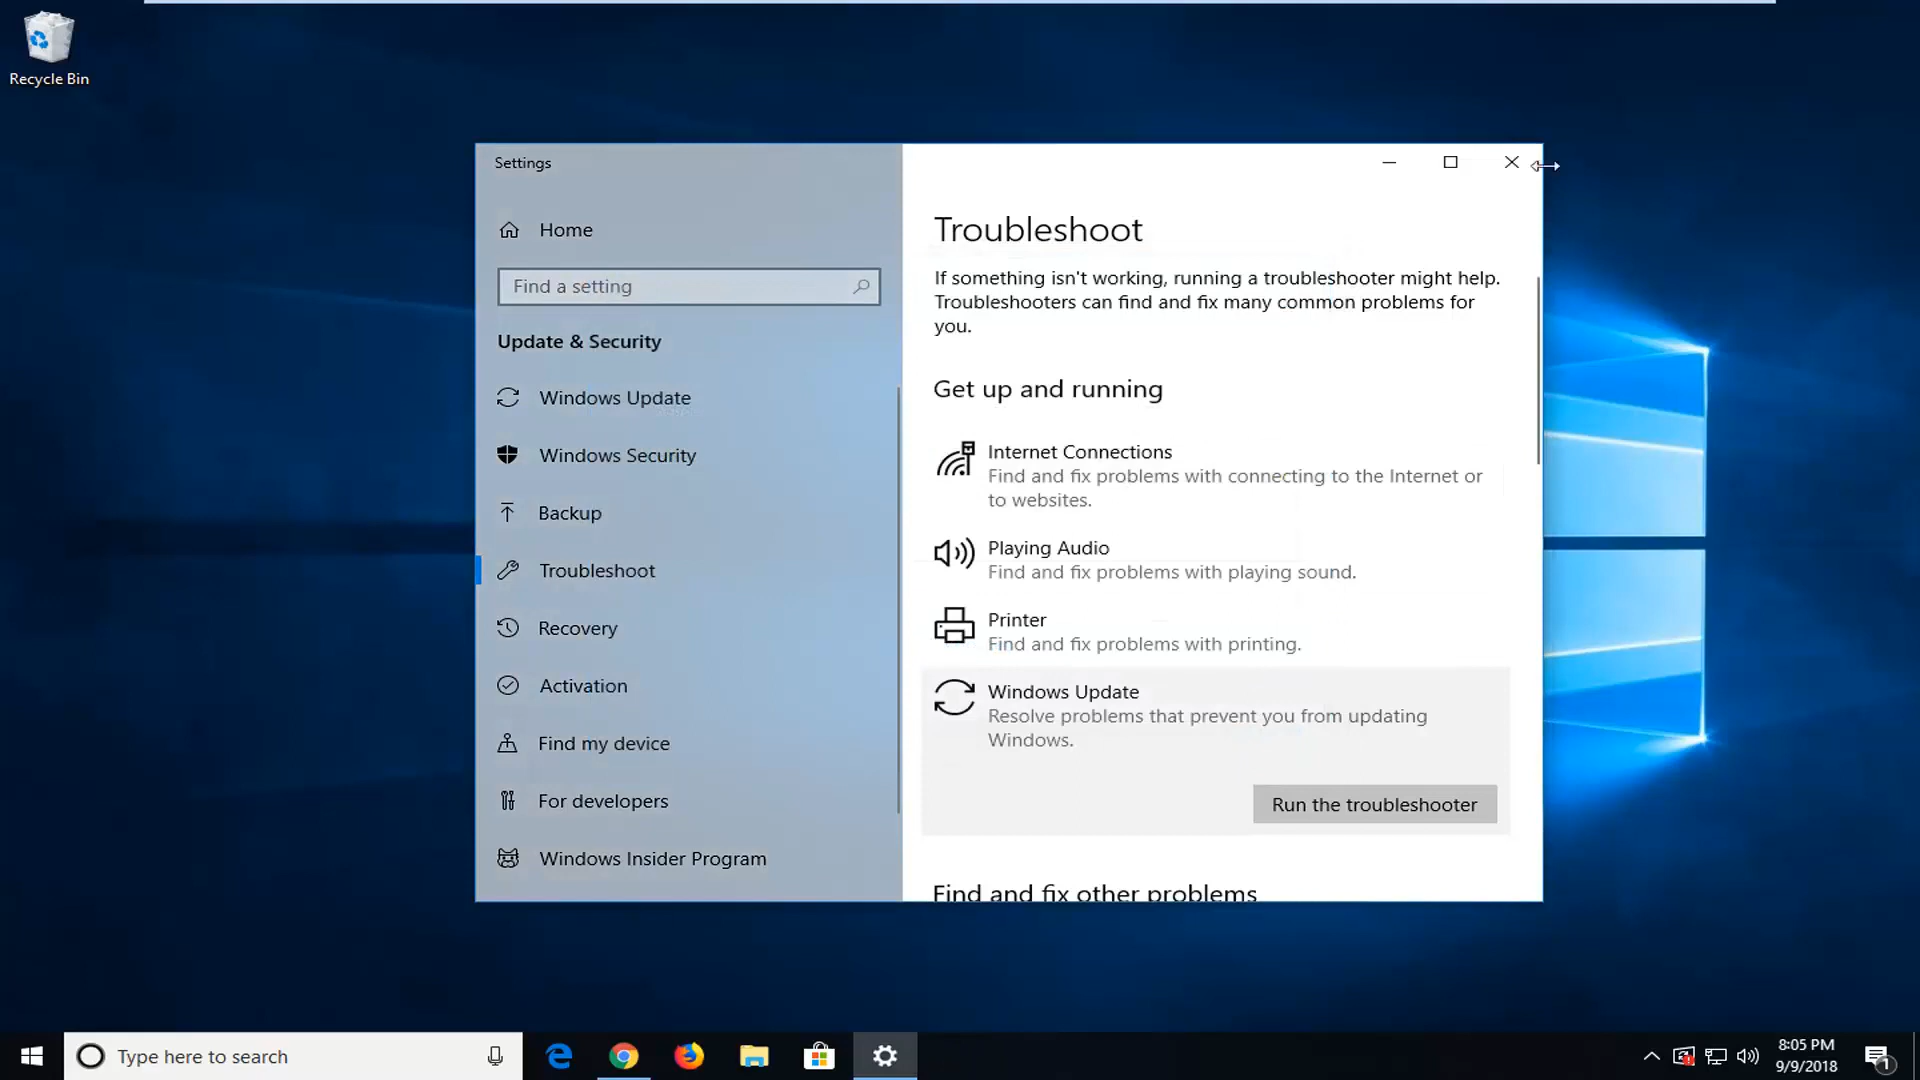 Recycle Bin
Settings
Home
Find a setting
Update & Security
Windows Update
Windows Security
Backup
Troubleshoot
Recovery
Activation
Find my device
For developers
Windows Insider Program
Troubleshoot
If something isn't working, running a troubleshooter might help.
Troubleshooters can find and fix many common problems for
you.
Get up and running
Internet Connections
Find and fix problems with connecting to the Internet or
to websites.
Playing Audio
Find and fix problems with playing sound.
Printer
Find and fix problems with printing.
Windows Update
Resolve problems that prevent you from updating
Windows.
Run the troubleshooter
Find and fix other problems
Type here to search
8:05 PM
9/9/2018
1